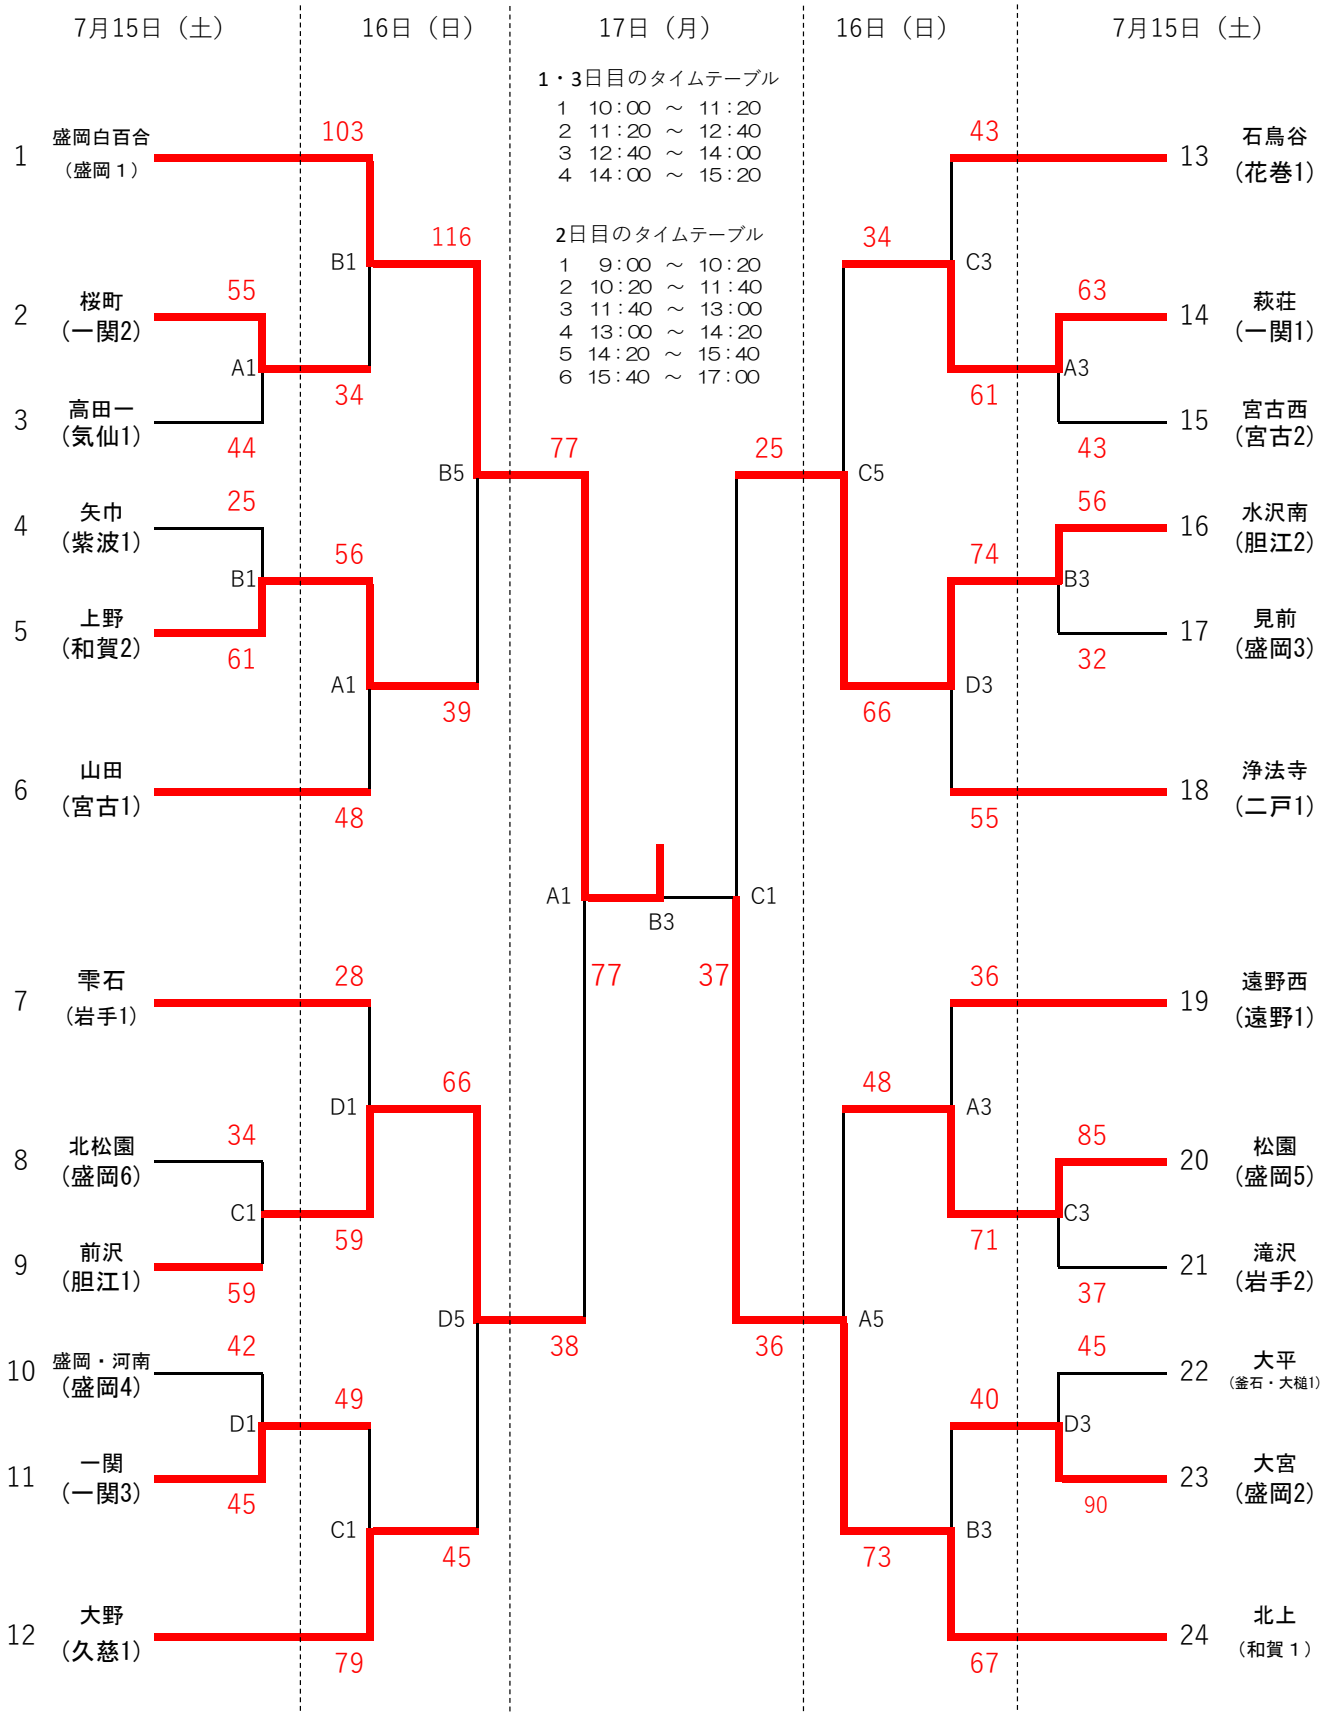 7月15日（土）
16日（日）
17日（月）
16日（日）
7月15日（土）
1・3日目のタイムテーブル
1 10:00 ～ 11:20
2 11:20 ～ 12:40
3 12:40 ～ 14:00
4 14:00 ～ 15:20
2日目のタイムテーブル
1 9:00 ～ 10:20
2 10:20 ～ 11:40
3 11:40 ～ 13:00
4 13:00 ～ 14:20
5 14:20 ～ 15:40
6 15:40 ～ 17:00
1 盛岡白百合
（盛岡１）
103
B1
116
2 桜町
（一関2）
55
A1
34
3 高田一
（気仙1）
44
B5
77
4 矢巾
（紫波1）
25
B1
56
5 上野
（和賀2）
61
A1
39
6 山田
（宮古1）
48
A1
B3
C1
77
37
7 雫石
（岩手1）
28
D1
66
8 北松園
（盛岡6）
34
C1
59
9 前沢
（胆江1）
59
D5
38
10 盛岡・河南
（盛岡4）
42
D1
49
11 一関
（一関3）
45
C1
45
12 大野
（久慈1）
79
43
13 石鳥谷
（花巻1）
34
C3
63
14 萩荘
（一関1）
A3
61
15 宮古西
（宮古2）
43
25
C5
56
16 水沢南
（胆江2）
74
B3
17 見前
（盛岡3）
32
D3
66
18 浄法寺
（二戸1）
55
36
19 遠野西
（遠野1）
48
A3
85
20 松園
（盛岡5）
C3
71
21 滝沢
（岩手2）
37
A5
36
45
22 大平
（釜石・大槌1）
40
D3
23 大宮
（盛岡2）
90
B3
73
24 北上
（和賀１）
67